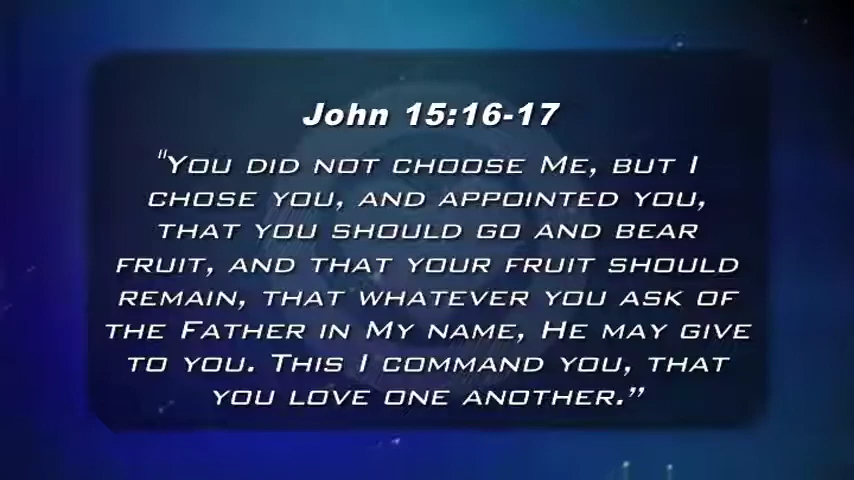 John 15:16-17
"You did not choose Me, but I
chose you, and appointed you,
that you should go and bear
fruit, and that your fruit should
remain, that whatever you ask of
the Father in My name, He may give
to you. This I command you, that
you love one another.”